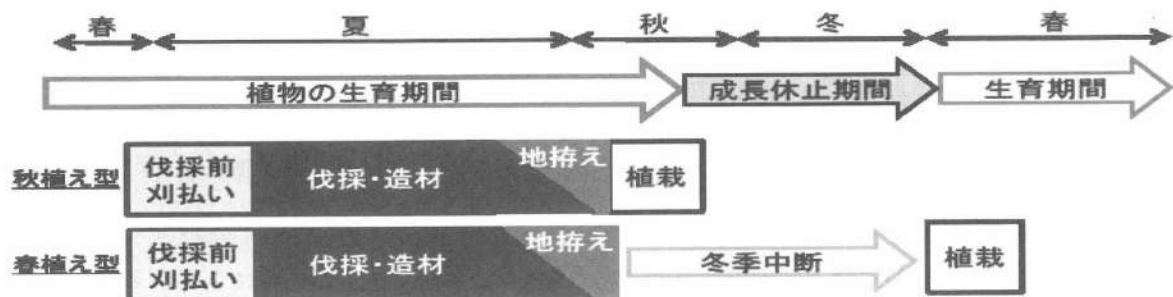 春 夏 秋 冬 春
植物の生育期間 成長休止期間 生育期間
秋植え型 伐採前刈払い 伐採・造材 地拵え 植栽
春植え型 伐採前刈払い 伐採・造材 地拵え 冬季中断 植栽